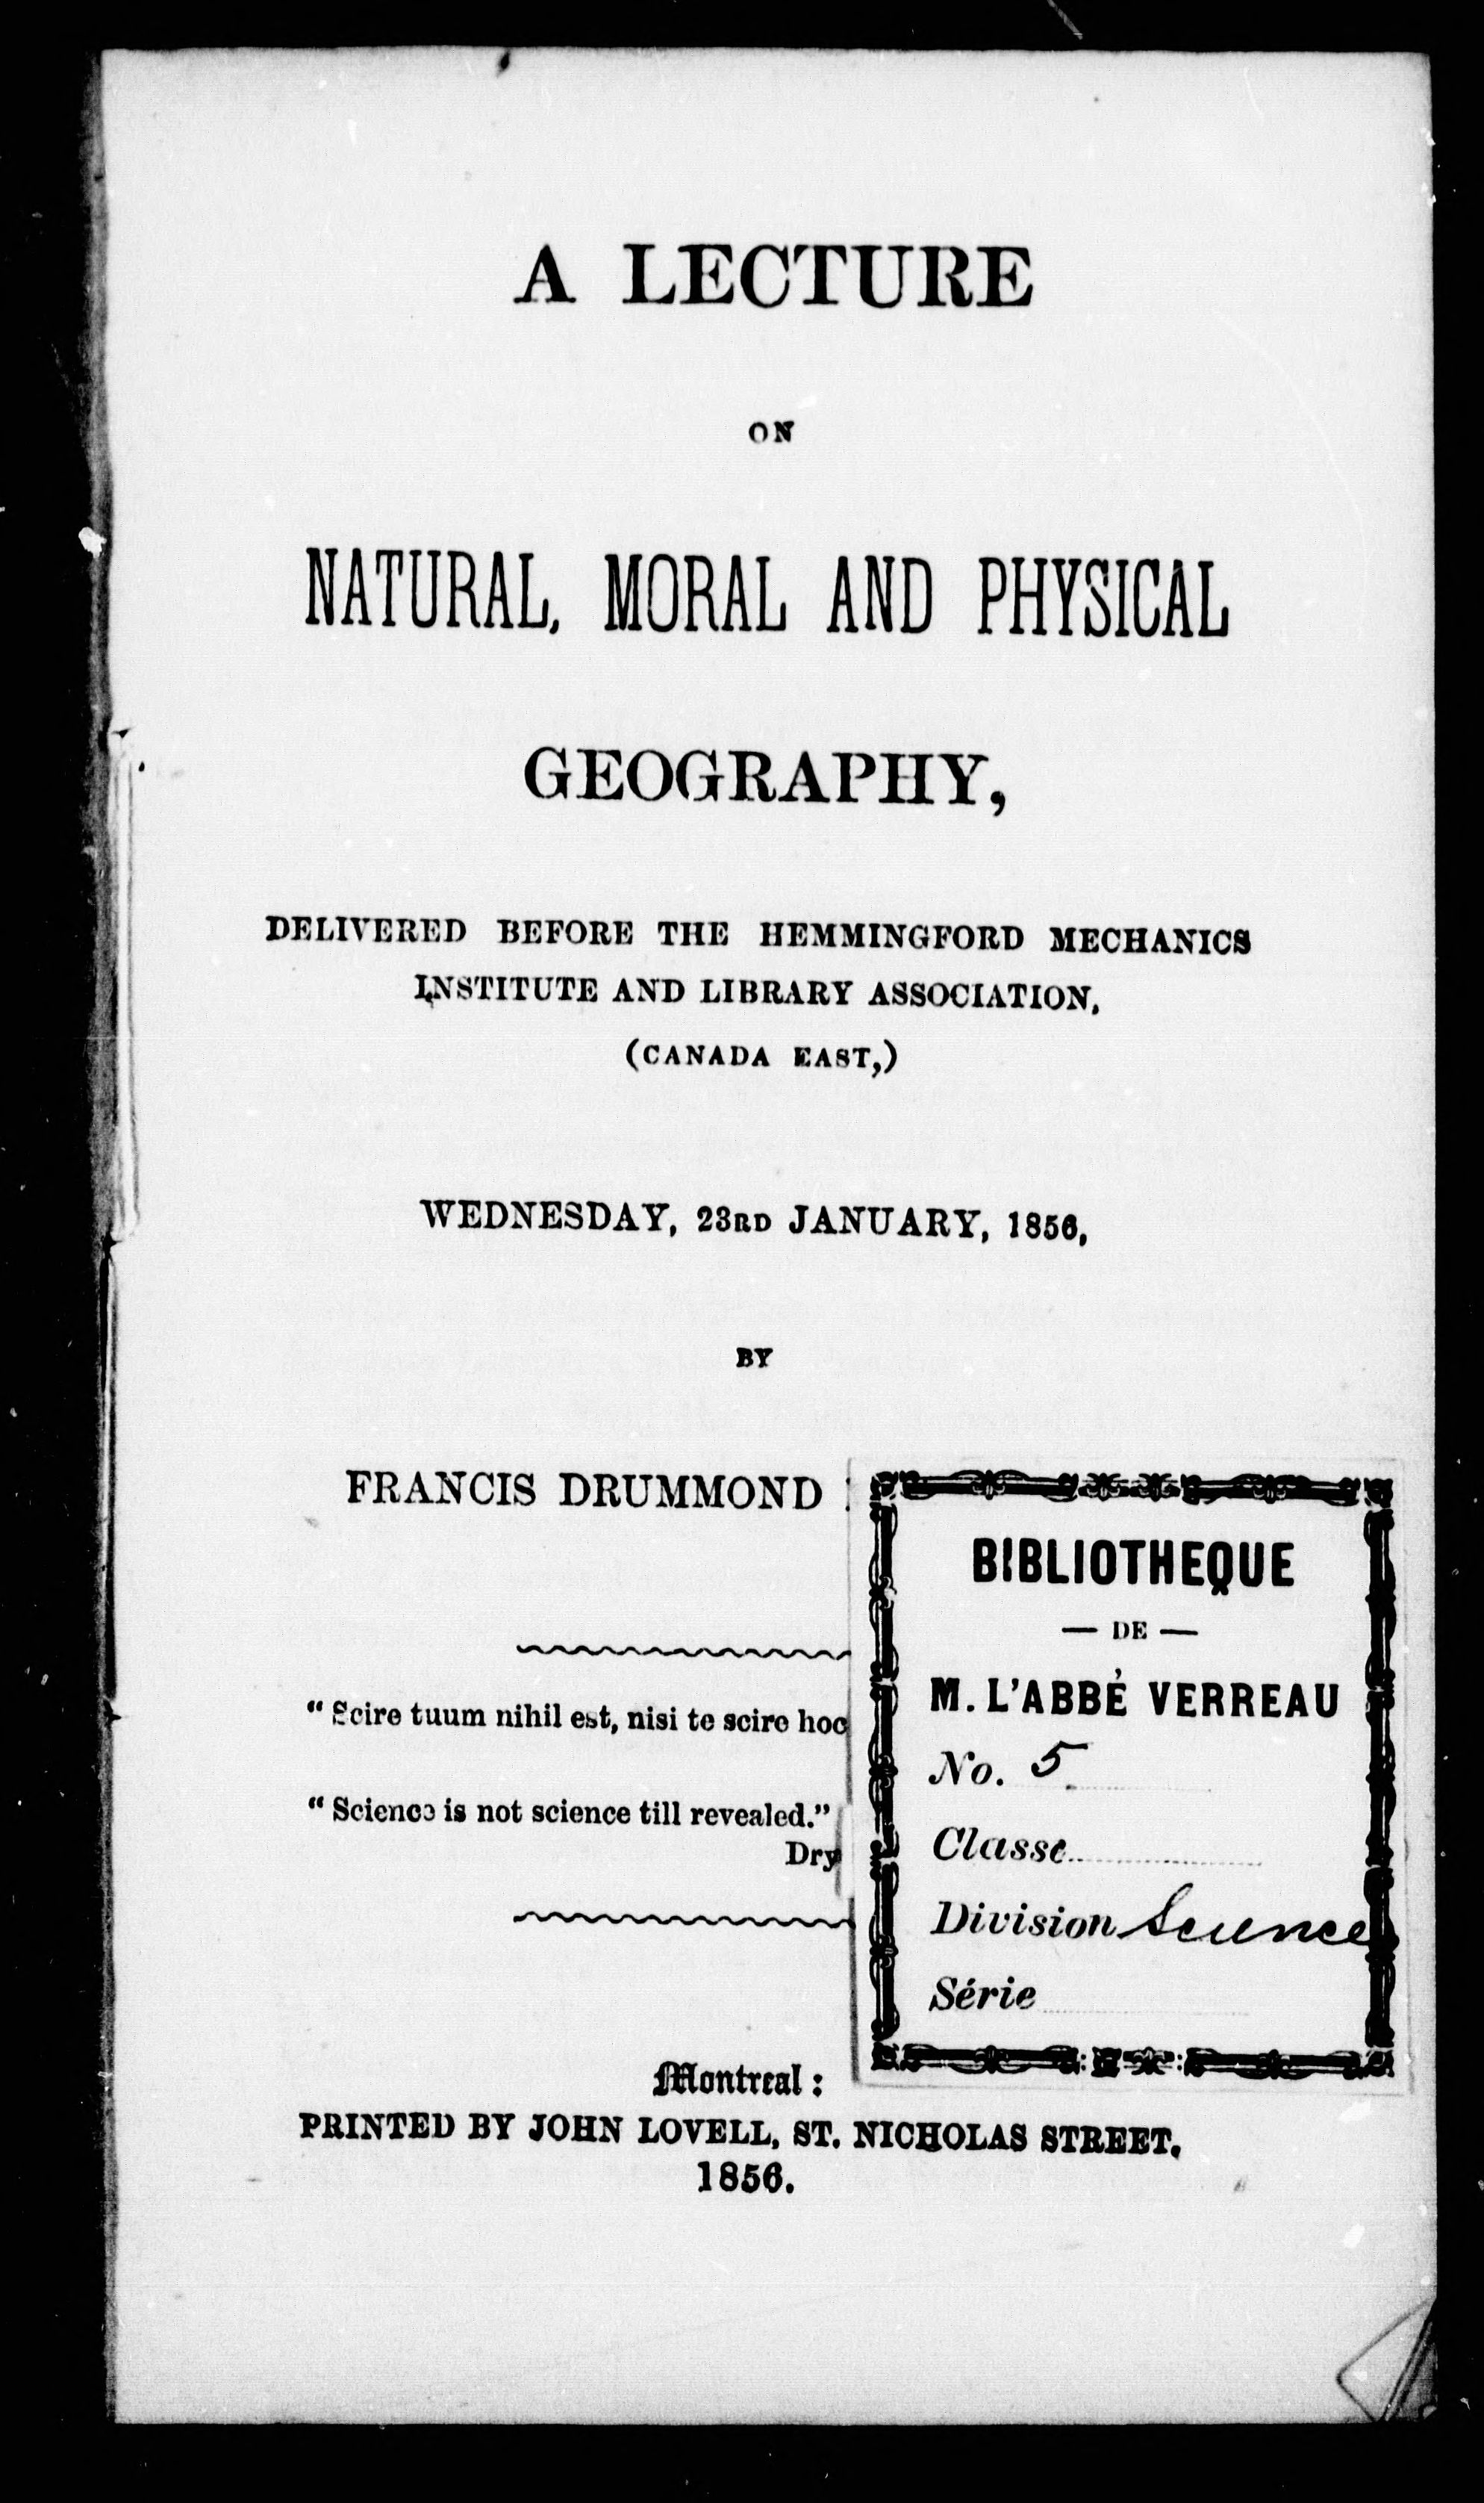 A LECTURE
ON
NATURAL, MORAL AND PHYSICAL
GEOGRAPHY,
DELIVERED BEFORE THE HEMMINGFORD MECHANICS
INSTITUTE AND LIBRARY ASSOCIATION,
(CANADA EAST,)
WEDNESDAY, 23RD JANUARY, 1856,
BY
FRANCIS DRUMMOND
"Scire tuum nihil est, nisi te scire hoc
"Science is not science till revealed."
Dry
BIBLIOTHEQUE
— DE —
M. L'ABBÉ VERREAU
No. 5
Classe
Division Science
Série
Montreal:
PRINTED BY JOHN LOVELL, ST. NICHOLAS STREET,
1856.